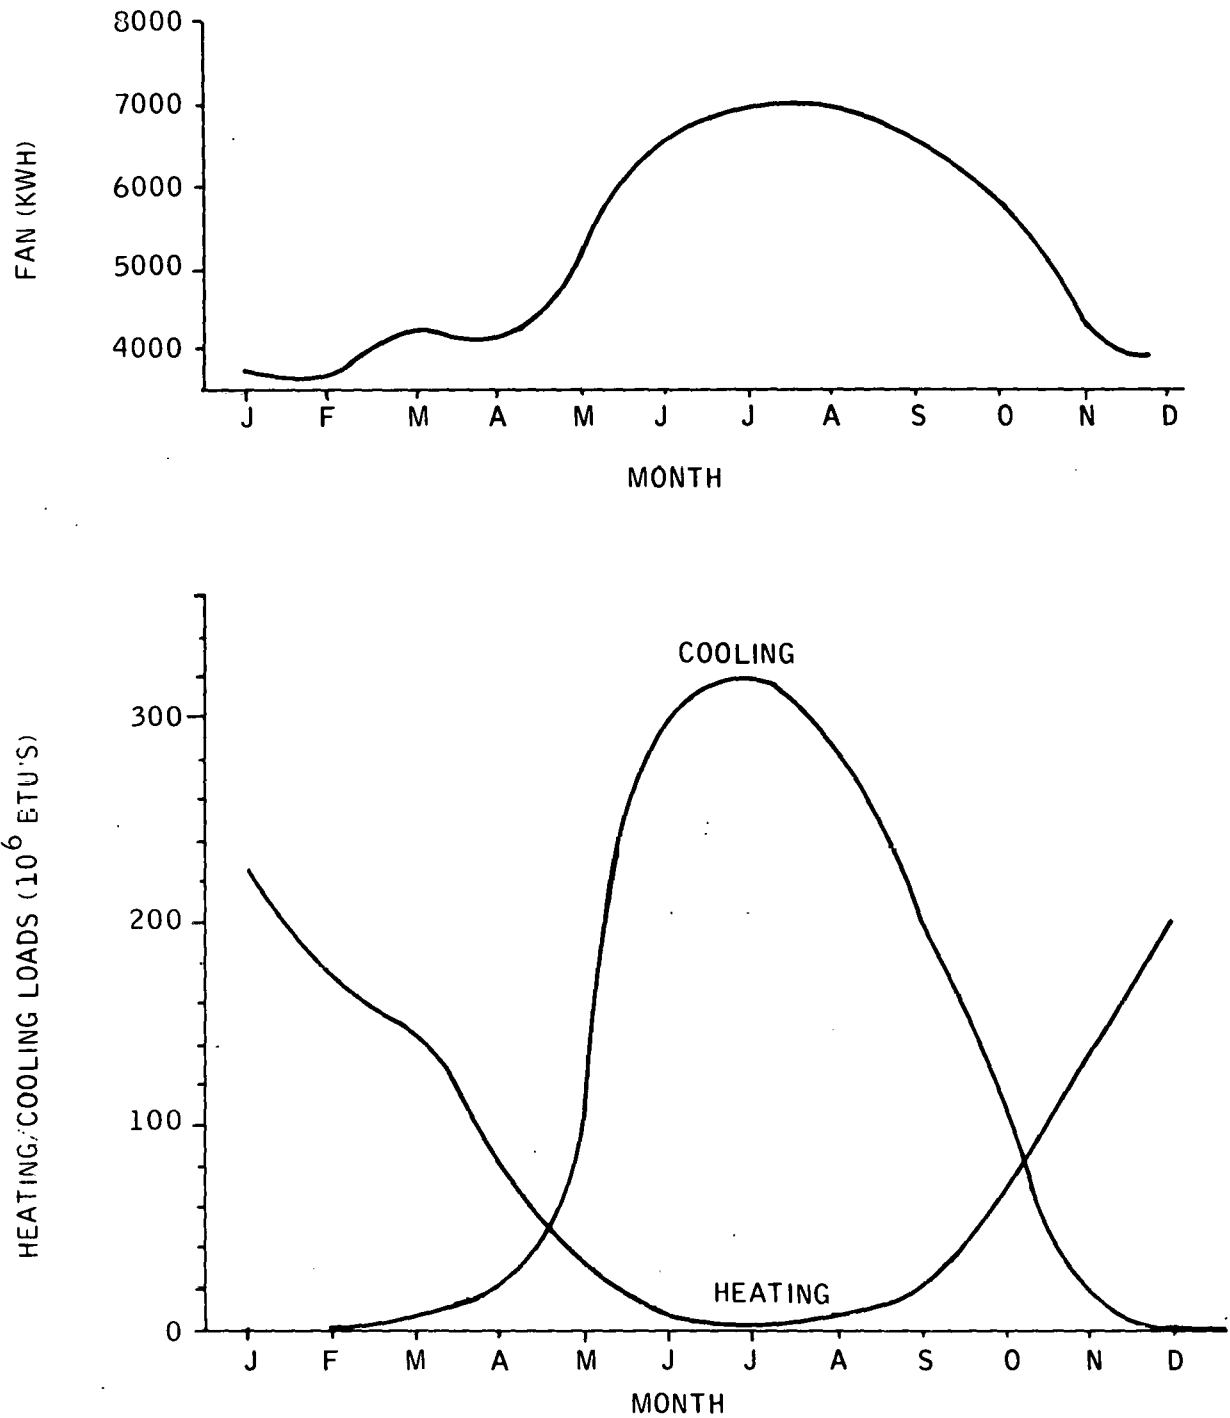 8000
7000
6000
5000
4000
FAN (KWH)
J F M A M J J A S O N D
MONTH
COOLING
300
200
100
0
HEATING/COOLING LOADS (10⁶ BTU'S)
HEATING
J F M A M J J A S O N D
MONTH